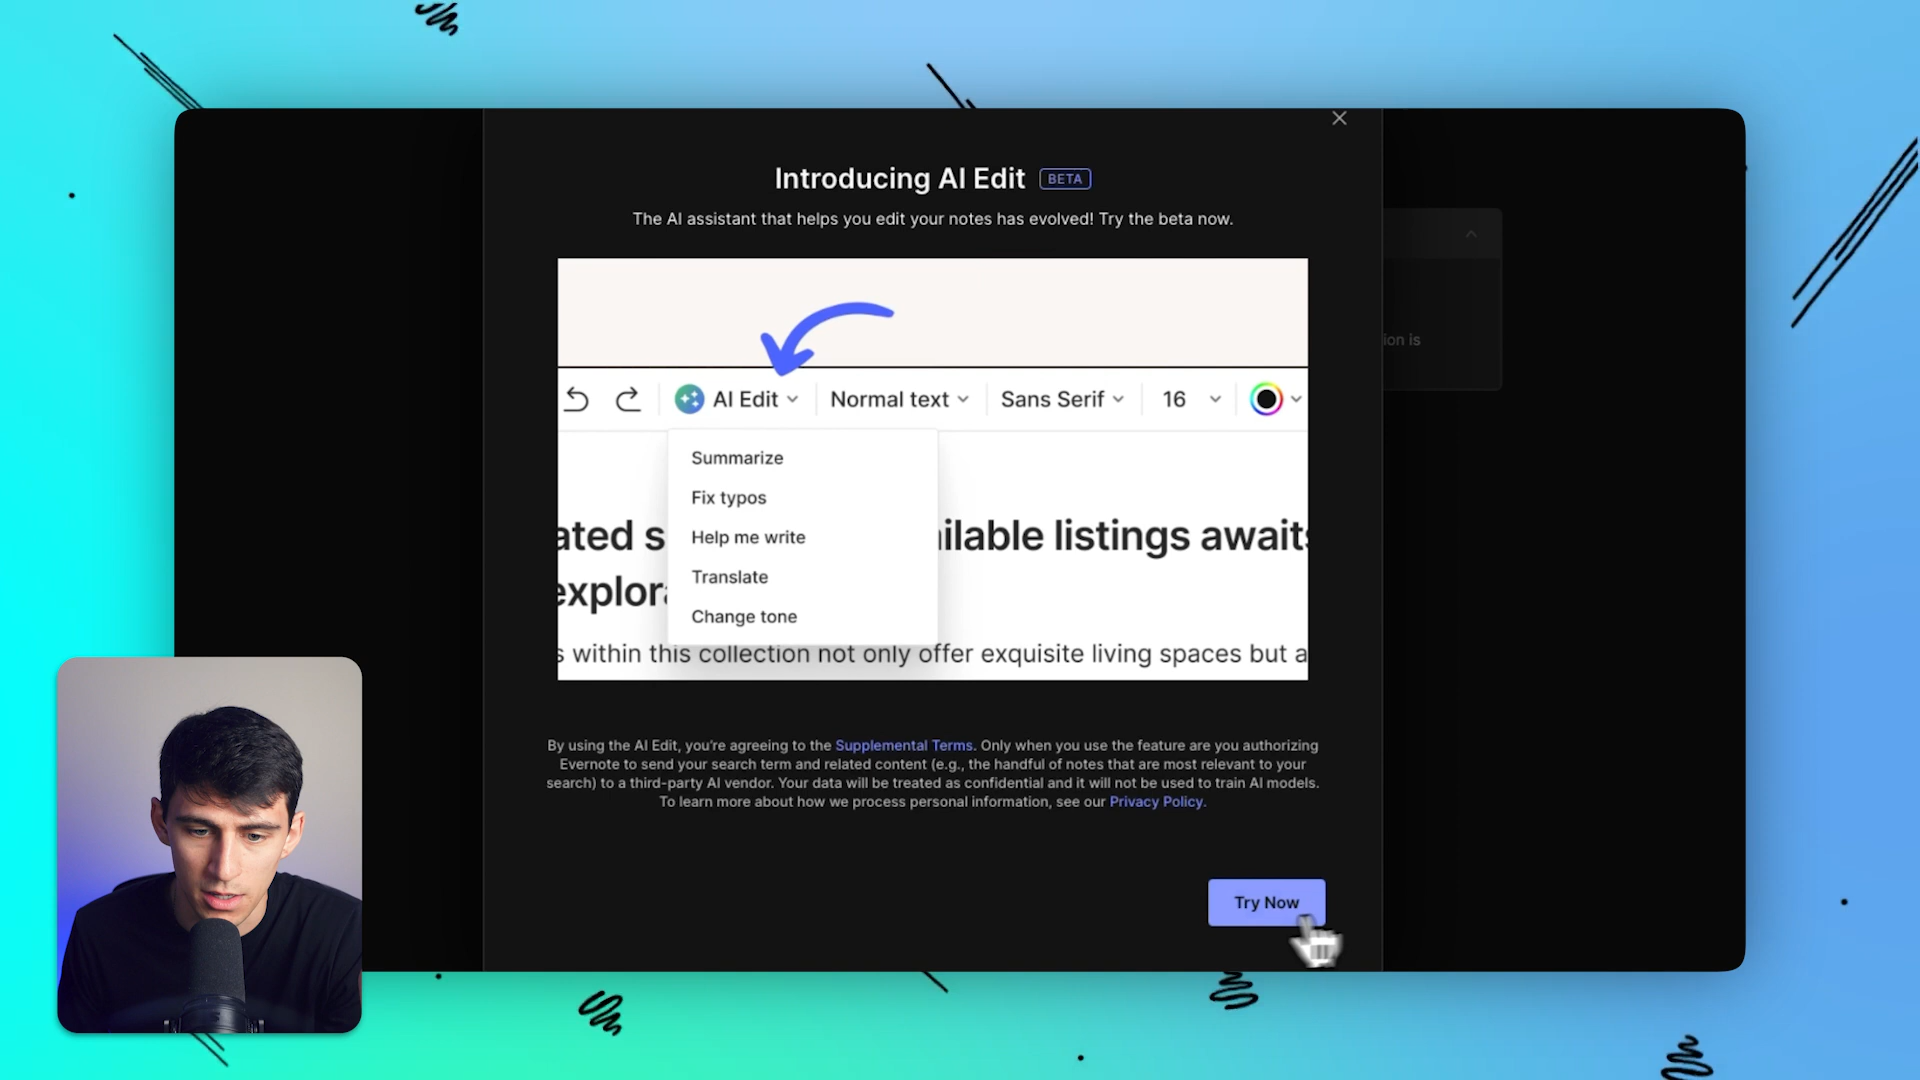 Introducing AI Edit BETA
The AI assistant that helps you edit your notes has evolved! Try the beta now.
ion is
AI Edit Normal text Sans Serif 16
Summarize
Fix typos
ated s ilable listings awaits
Help me write
Translate
explora
Change tone
s within this collection not only offer exquisite living spaces but a
By using the AI Edit, you're agreeing to the Supplemental Terms. Only when you use the feature are you authorizing
Evernote to send your search term and related content (e.g., the handful of notes that are most relevant to your
search) to a third-party AI vendor. Your data will be treated as confidential and it will not be used to train AI models.
To learn more about how we process personal information, see our Privacy Policy.
Try Now